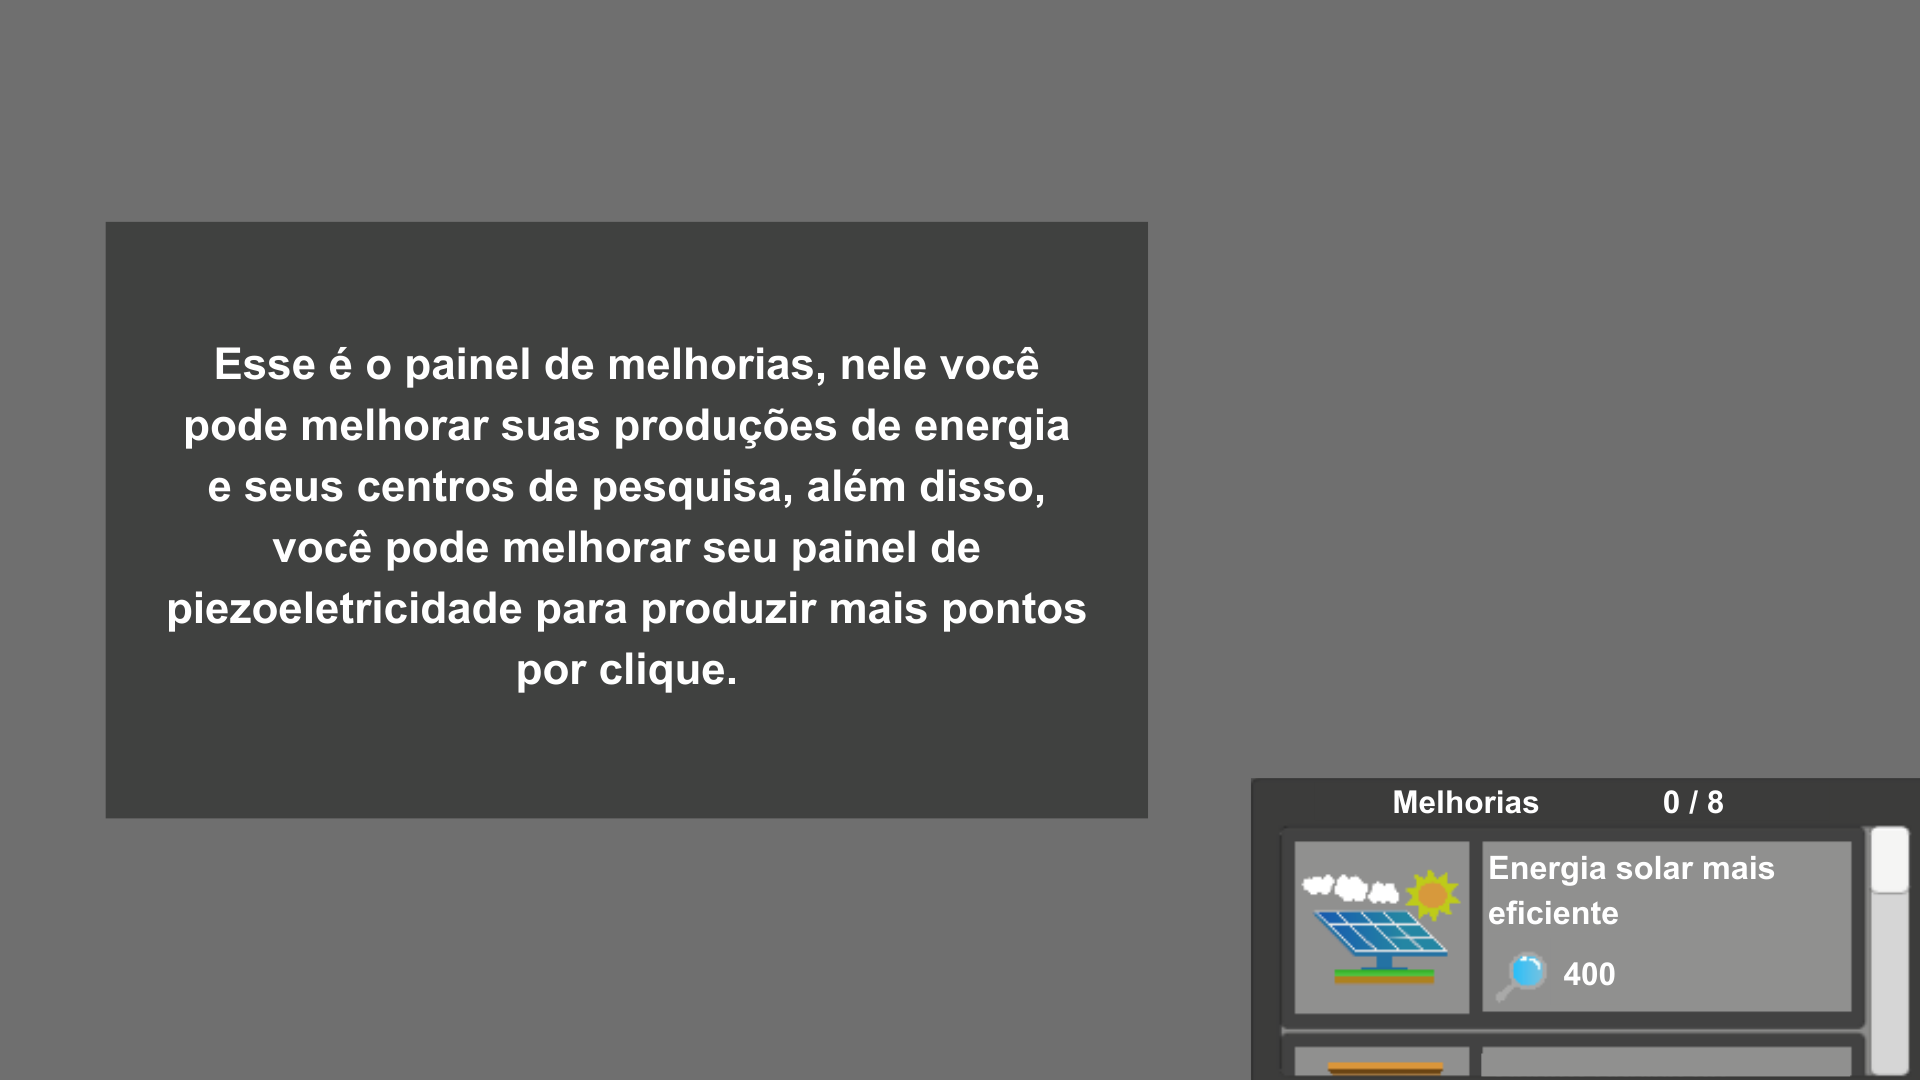 Esse é o painel de melhorias, nele você
pode melhorar suas produções de energia
e seus centros de pesquisa, além disso,
você pode melhorar seu painel de
piezoeletricidade para produzir mais pontos
por clique.
Melhorias 0 / 8
Energia solar mais
eficiente
400